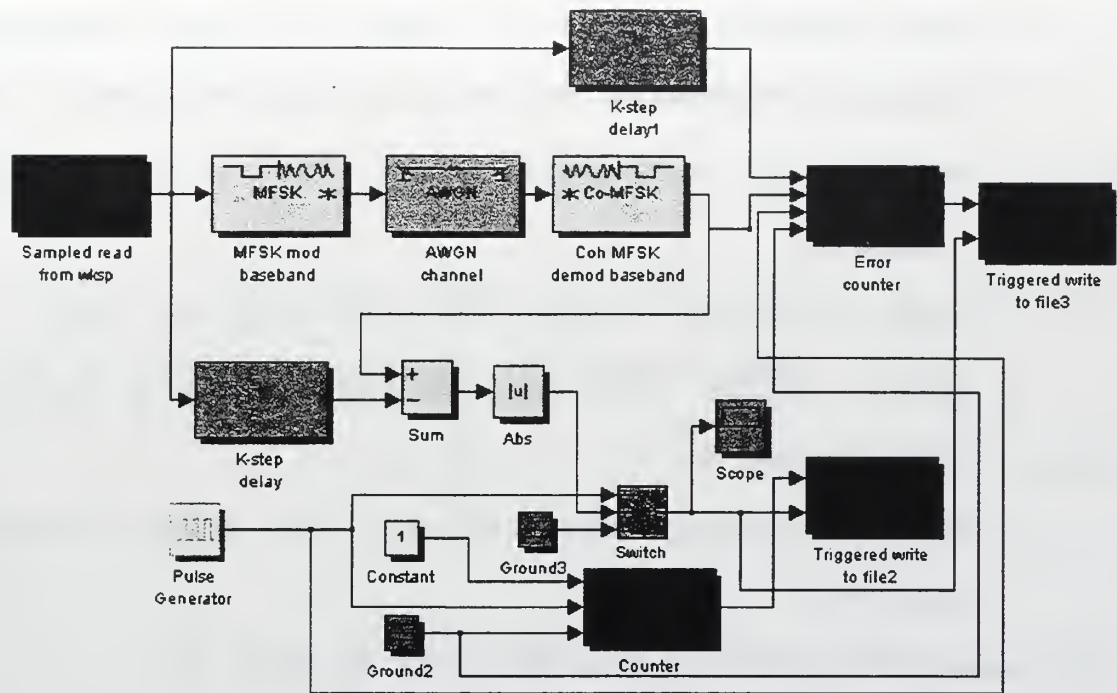 K-step
delay1
MFSK
AWGN
Co-MFSK
Sampled read
from wksp
MFSK mod
baseband
AWGN
channel
Coh MFSK
demod baseband
Error
counter
Triggered write
to file3
+
−
|u|
Sum
Abs
K-step
delay
Scope
Switch
Triggered write
to file2
Pulse
Generator
1
Constant
Ground3
Ground2
Counter